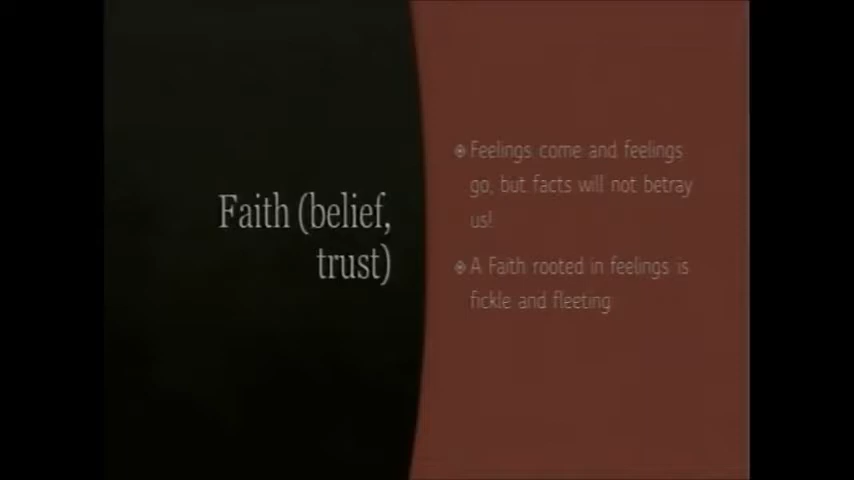 Faith (belief,
trust)
Feelings come and feelings
go, but facts will not betray
us!
A Faith rooted in feelings is
fickle and fleeting